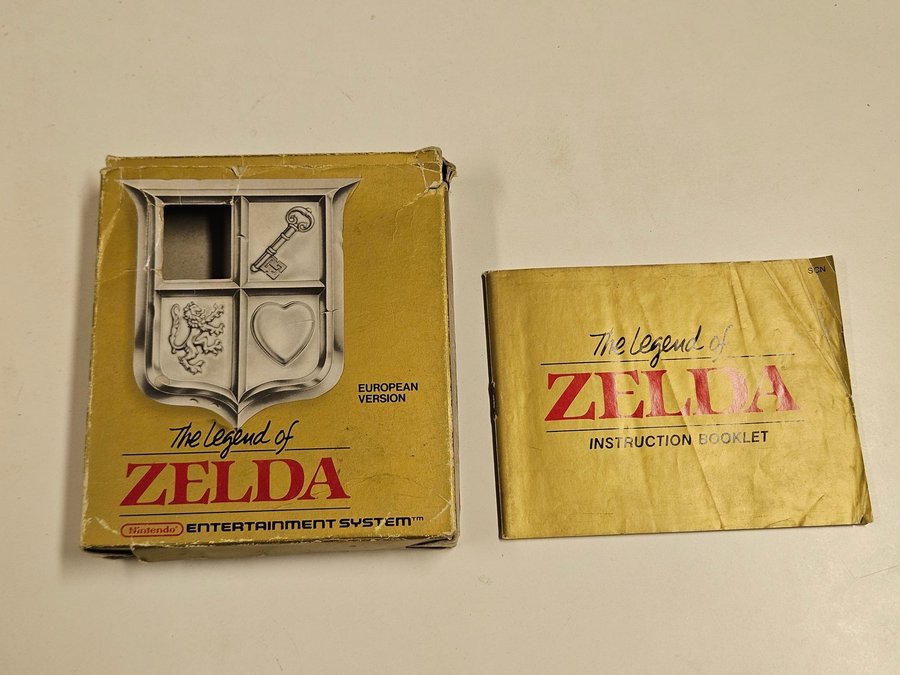 EUROPEAN
VERSION
The Legend of
ZELDA
Nintendo ENTERTAINMENT SYSTEM™
SCN
The Legend of
ZELDA
INSTRUCTION BOOKLET